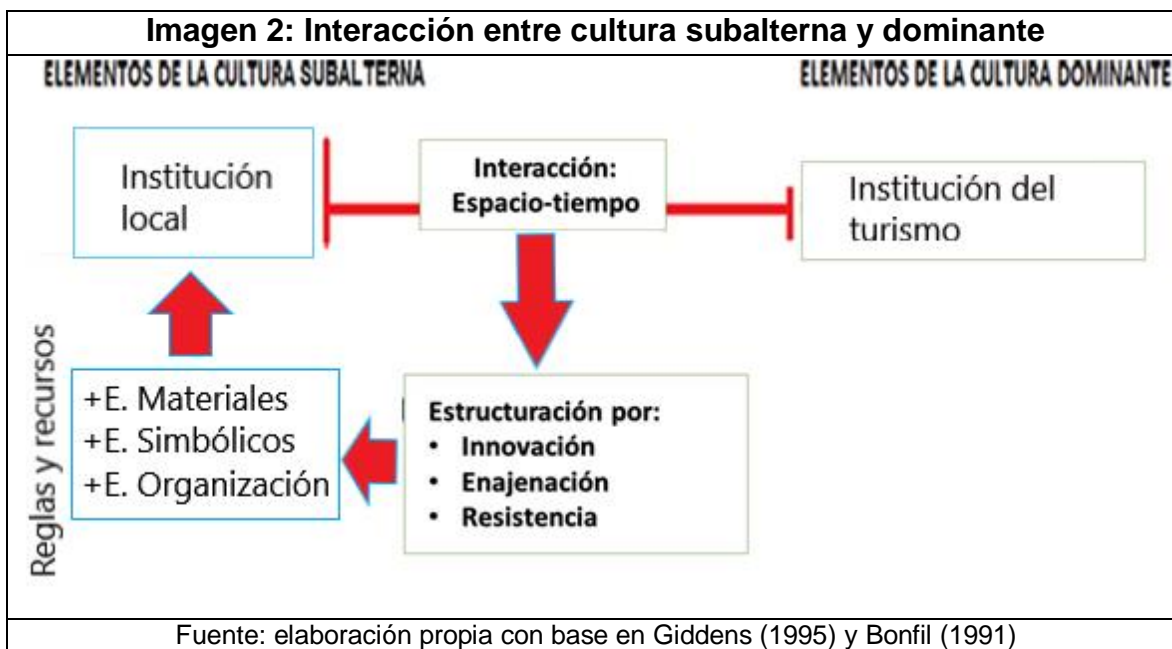 Imagen 2: Interacción entre cultura subalterna y dominante
ELEMENTOS DE LA CULTURA SUBALTERNA
ELEMENTOS DE LA CULTURA DOMINANTE
Institución
local
Interacción:
Espacio-tiempo
Institución del
turismo
Reglas y recursos
+E. Materiales
+E. Simbólicos
+E. Organización
Estructuración por:
• Innovación
• Enajenación
• Resistencia
Fuente: elaboración propia con base en Giddens (1995) y Bonfil (1991)